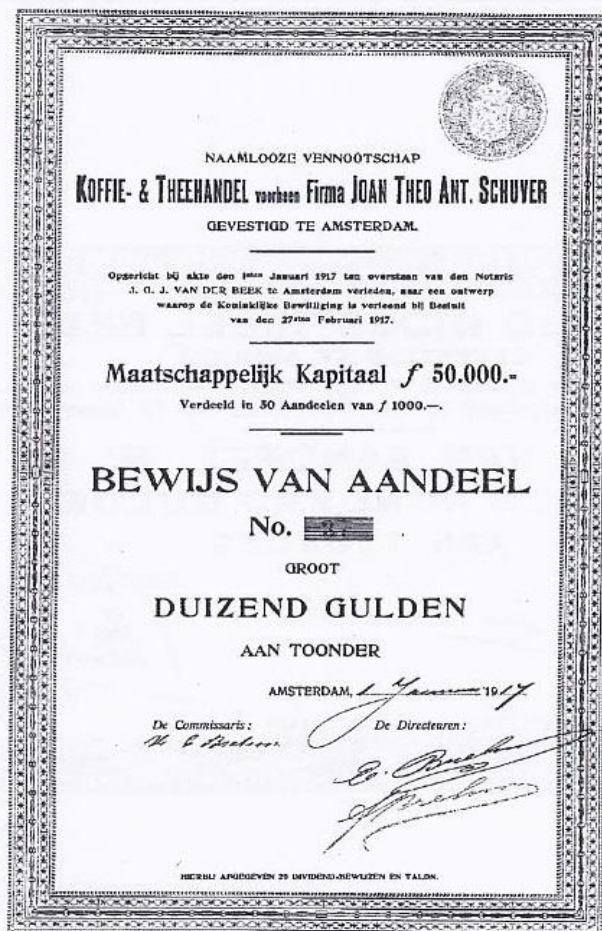 NAAMLOOZE VENNOOTSCHAP
KOFFIE- & THEEHANDEL voorheen Firma JOAN THEO ANT. SCHUVER
GEVESTIGD TE AMSTERDAM.
Opgericht bij akte den 1sten Januari 1917 ten overstaan van den Notaris
J. G. J. VAN DER BEEK te Amsterdam verleden, naar een ontwerp
waarop de Koninklijke Bewilliging is verleend bij Besluit
van den 27sten Februari 1917.
Maatschappelijk Kapitaal ƒ 50.000.-
Verdeeld in 50 Aandeelen van ƒ 1000.—.
BEWIJS VAN AANDEEL
No. 37
GROOT
DUIZEND GULDEN
AAN TOONDER
AMSTERDAM, 1 Januari 1917
De Commissaris: De Directeuren:
HIERBIJ AFGEGEVEN 20 DIVIDEND-BEWIJZEN EN TALON.